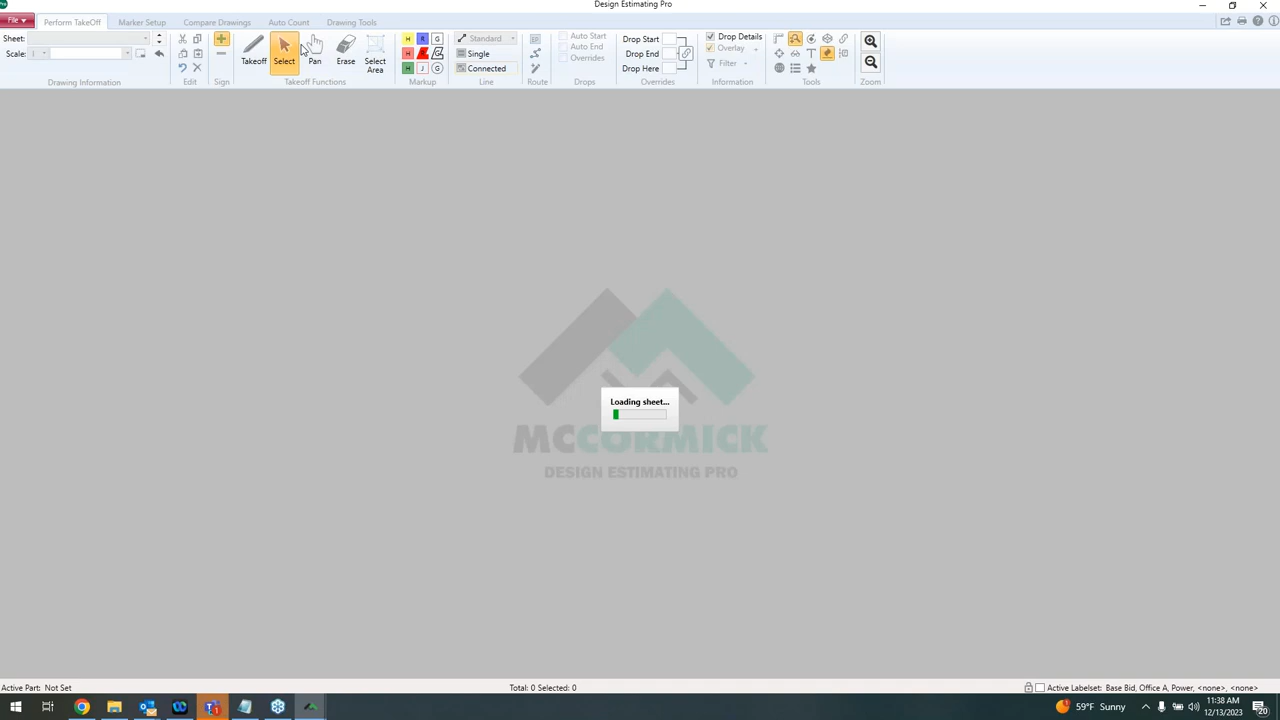 Design Estimating Pro
File Perform TakeOff Marker Setup Compare Drawings Auto Count Drawing Tools
Sheet:
Scale: 1
Drawing Information
Edit
Sign
Takeoff Select Pan Erase Select Area
Takeoff Functions
H R G
H
H J G
Markup
Standard
Single
Connected
Line
Route
Auto Start
Auto End
Overrides
Drops
Drop Start
Drop End
Drop Here
Overrides
Drop Details
Overlay
Filter
Information
Tools
Zoom
Loading sheet...
MCCORMICK
DESIGN ESTIMATING PRO
Active Part: Not Set Total: 0 Selected: 0 Active Labelset: Base Bid, Office A, Power, <none>, <none>
59°F Sunny
11:38 AM
12/13/2023
20